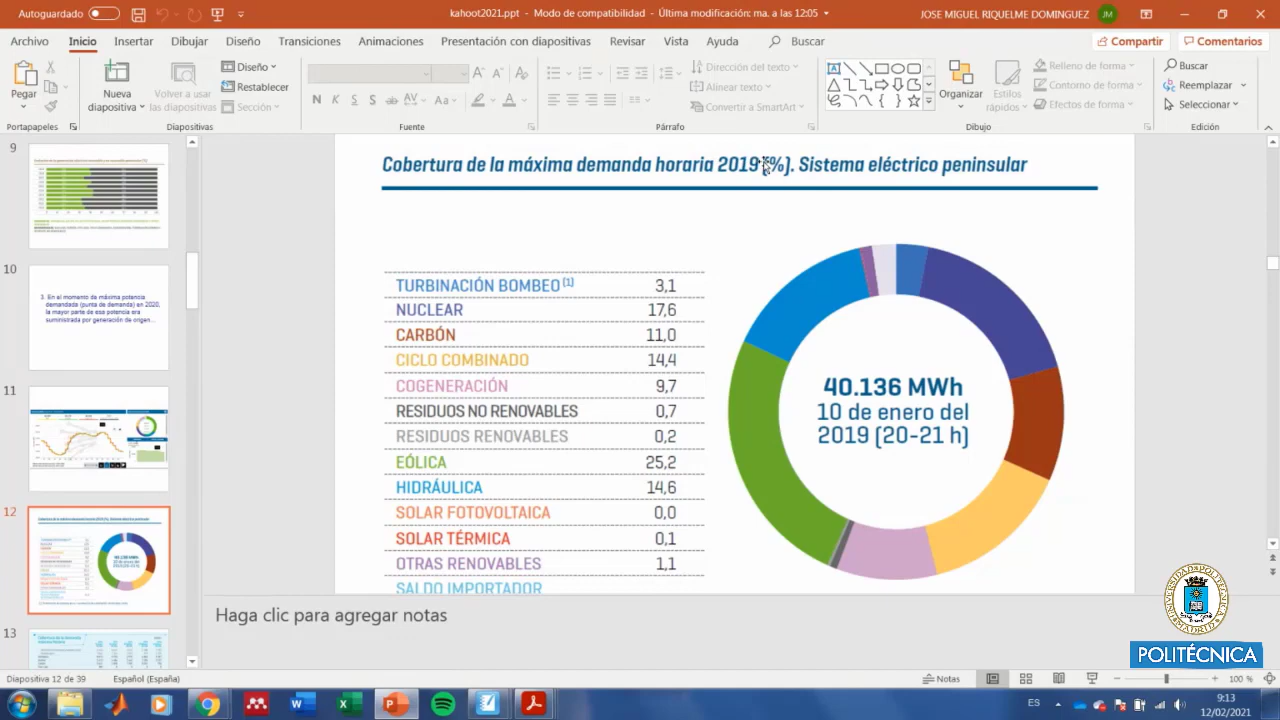 Autoguardado
kahoot2021.ppt - Modo de compatibilidad - Última modificación: ma. a las 12:05
JOSE MIGUEL RIQUELME DOMINGUEZ JM
Archivo Inicio Insertar Dibujar Diseño Transiciones Animaciones Presentación con diapositivas Revisar Vista Ayuda Buscar Compartir Comentarios
Pegar
Nueva diapositiva
Volver a usar las diapositivas
Diseño
Restablecer
Sección
N K S S ab AV Aa A
Dirección del texto
Alinear texto
Convertir a SmartArt
Organizar
Estilos rápidos
Relleno de forma
Contorno de forma
Efectos de forma
Buscar
Reemplazar
Seleccionar
Portapapeles Diapositivas Fuente Párrafo Dibujo Edición
9
10
3. En el momento de máxima potencia
demandada (punta de demanda) en 2020,
la mayor parte de esa potencia era
suministrada por generación de origen...
11
12
13
Cobertura de la máxima demanda horaria 2019 (%). Sistema eléctrico peninsular
TURBINACIÓN BOMBEO (1) 3,1
NUCLEAR 17,6
CARBÓN 11,0
CICLO COMBINADO 14,4
COGENERACIÓN 9,7
RESIDUOS NO RENOVABLES 0,7
RESIDUOS RENOVABLES 0,2
EÓLICA 25,2
HIDRÁULICA 14,6
SOLAR FOTOVOLTAICA 0,0
SOLAR TÉRMICA 0,1
OTRAS RENOVABLES 1,1
SALDO IMPORTADOR
40.136 MWh
10 de enero del
2019 (20-21 h)
Haga clic para agregar notas
POLITÉCNICA
Diapositiva 12 de 39 Español (España) Notas 100 %
ES
9:13
12/02/2021